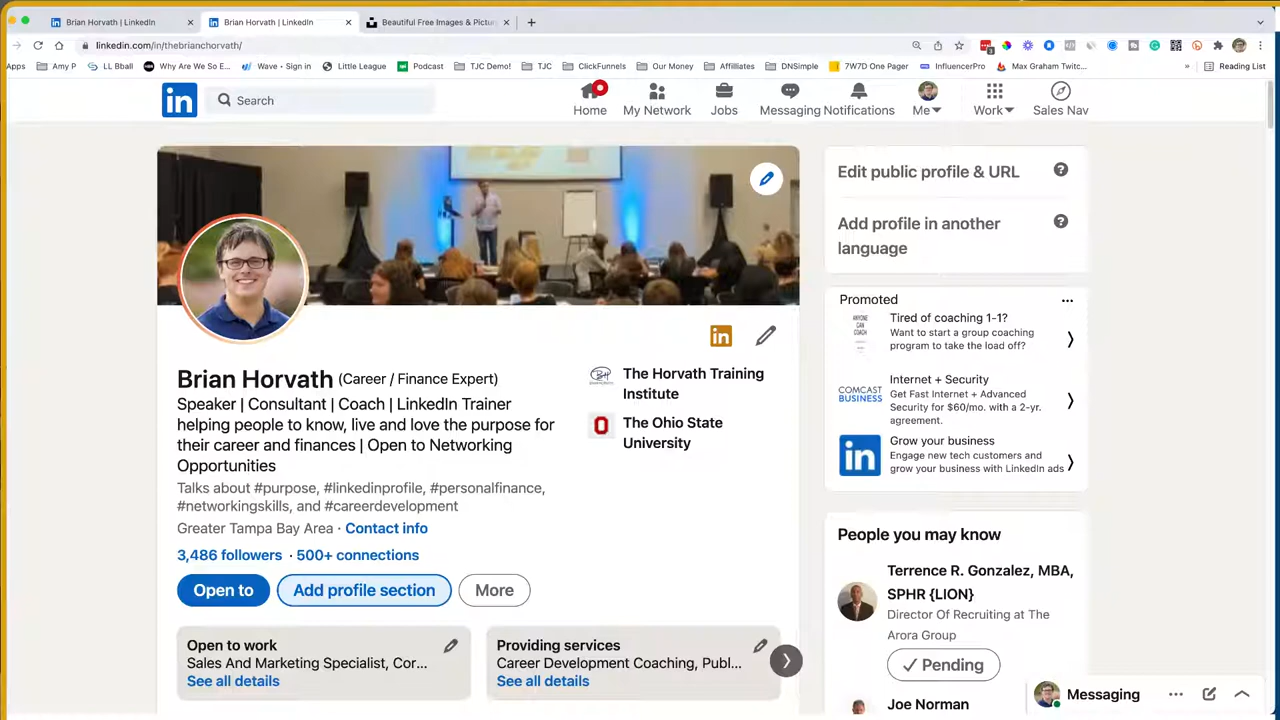 Brian Horvath | LinkedIn
Brian Horvath | LinkedIn
Beautiful Free Images & Pictur
linkedin.com/in/thebrianchorvath/
Apps
Amy P
LL Bball
Why Are We So E...
Wave · Sign in
Little League
Podcast
TJC Demo!
TJC
ClickFunnels
Our Money
Affilliates
DNSimple
7W7D One Pager
InfluencerPro
Max Graham Twitc...
»
Reading List
in
Search
Home
My Network
Jobs
Messaging
Notifications
Me
Work
Sales Nav
Edit public profile & URL
Add profile in another
language
Promoted
ANYONE
CAN
COACH
Tired of coaching 1-1?
Want to start a group coaching
program to take the load off?
COMCAST
BUSINESS
Internet + Security
Get Fast Internet + Advanced
Security for $60/mo. with a 2-yr.
agreement.
in
Grow your business
Engage new tech customers and
grow your business with LinkedIn ads
in
Brian Horvath (Career / Finance Expert)
Speaker | Consultant | Coach | LinkedIn Trainer
helping people to know, live and love the purpose for
their career and finances | Open to Networking
Opportunities
Talks about #purpose, #linkedinprofile, #personalfinance,
#networkingskills, and #careerdevelopment
Greater Tampa Bay Area · Contact info
3,486 followers · 500+ connections
The Horvath Training
Institute
The Ohio State
University
Open to
Add profile section
More
Open to work
Sales And Marketing Specialist, Cor...
See all details
Providing services
Career Development Coaching, Publ...
See all details
People you may know
Terrence R. Gonzalez, MBA,
SPHR {LION}
Director Of Recruiting at The
Arora Group
Pending
Joe Norman
Messaging